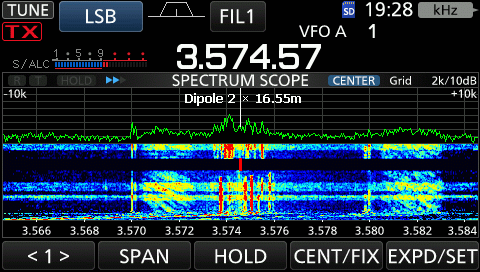 TUNE LSB FIL1 SD 19:28 kHz
TX VFO A 1
S/ALC 1 · 5 · 9 3.574.57
R T HOLD SPECTRUM SCOPE CENTER Grid 2k/10dB
-10k Dipole 2 × 16.55m +10k
3.566 3.568 3.570 3.572 3.574 3.576 3.578 3.580 3.582 3.584
< 1 > SPAN HOLD CENT/FIX EXPD/SET